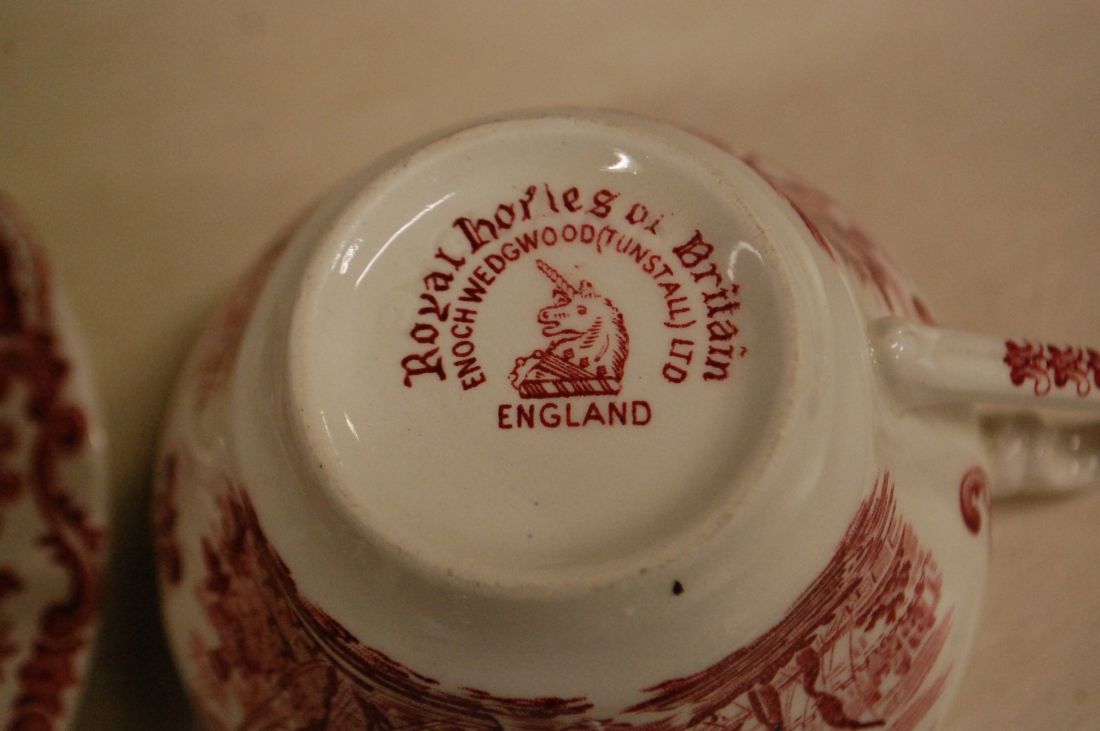 Royal Homes of Britain
ENOCH WEDGWOOD (TUNSTALL) LTD
ENGLAND